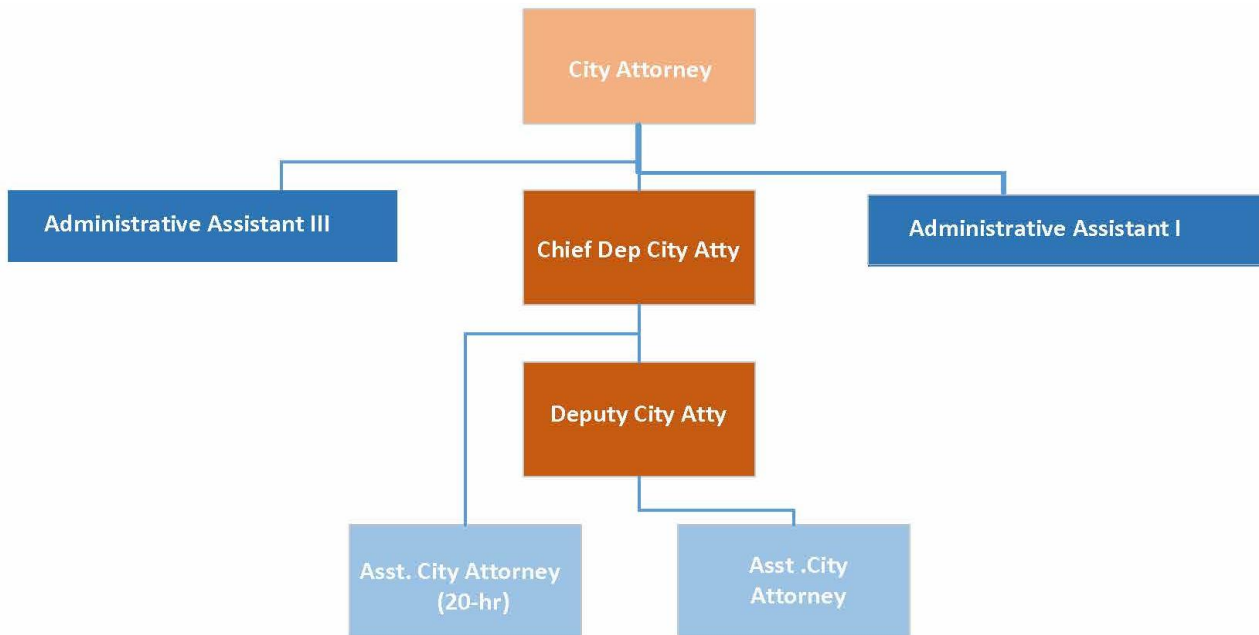 City Attorney
Administrative Assistant III
Administrative Assistant I
Chief Dep City Atty
Deputy City Atty
Asst. City Attorney
(20-hr)
Asst .City
Attorney